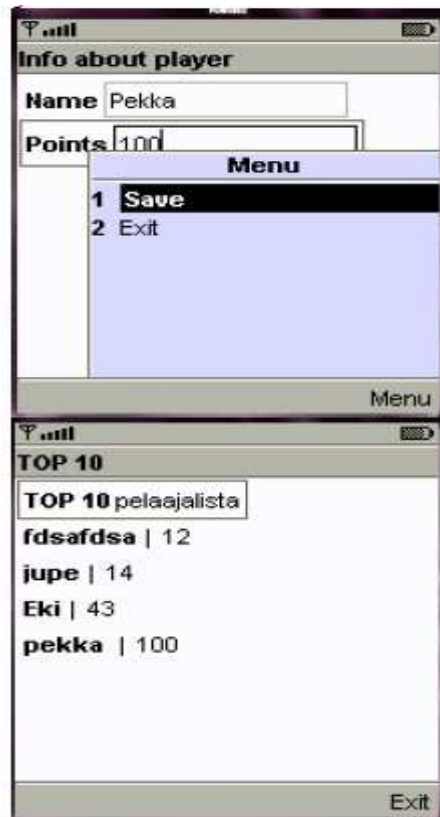 Info about player
Name Pekka
Points 100
Menu
1 Save
2 Exit
Menu
TOP 10
TOP 10 pelaajalista
fdsafdsa | 12
jupe | 14
Eki | 43
pekka | 100
Exit